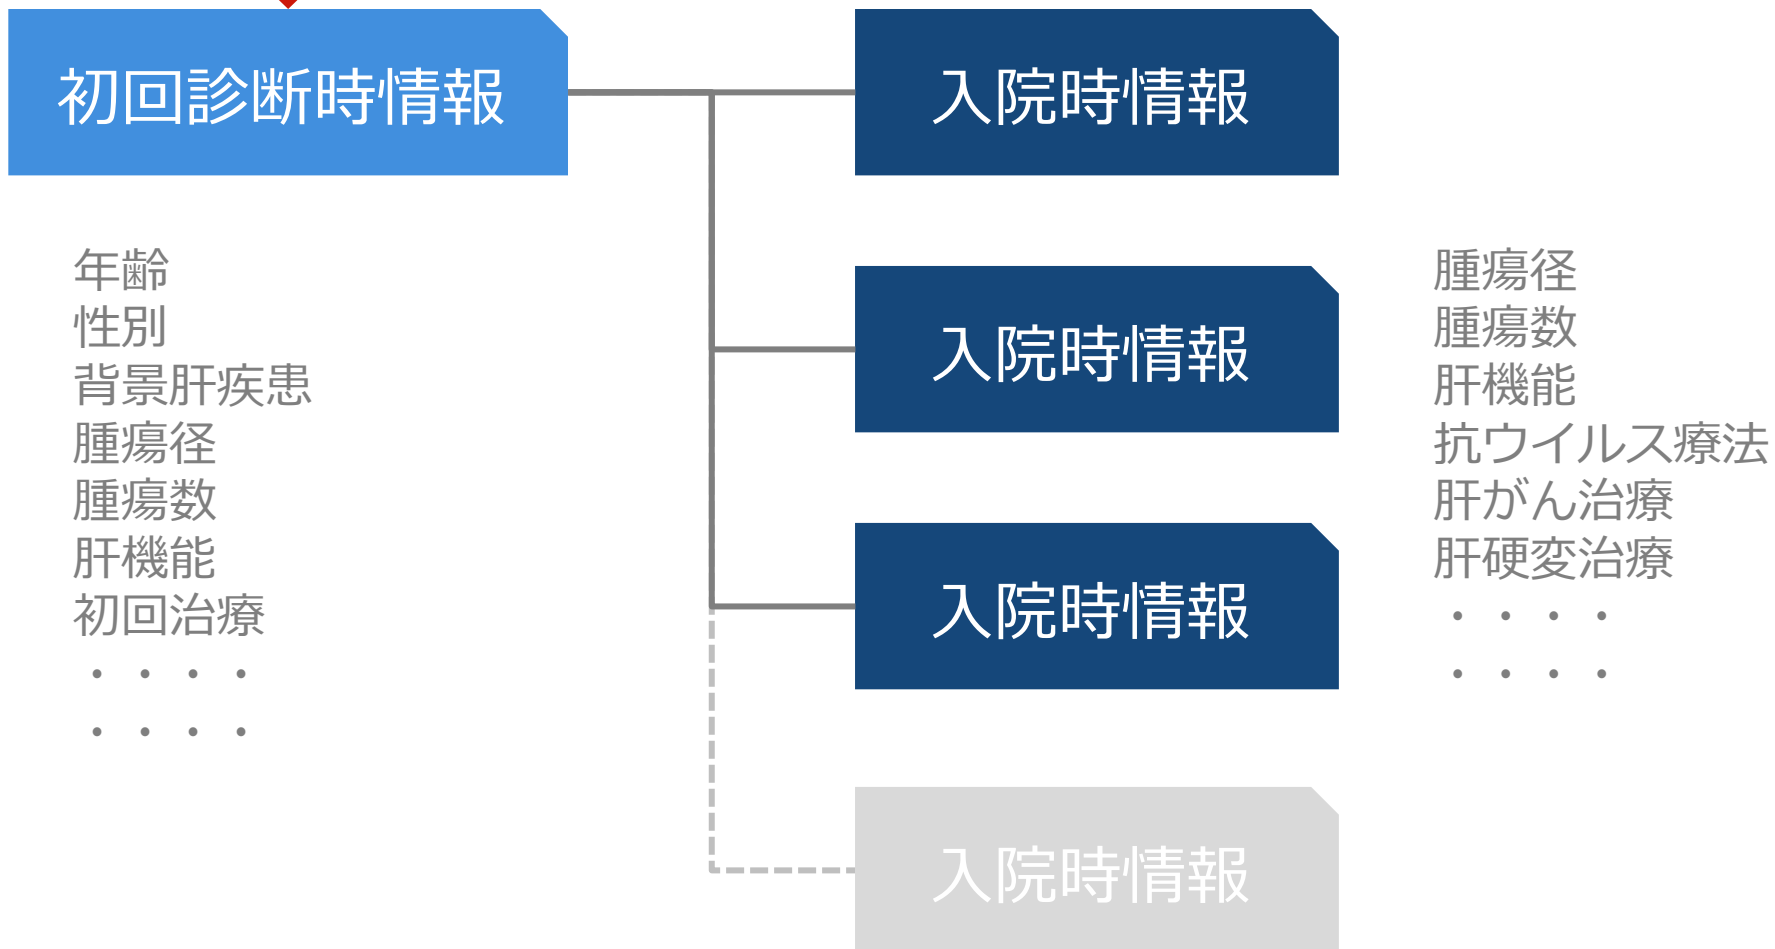 初回診断時情報
年齢
性別
背景肝疾患
腫瘍径
腫瘍数
肝機能
初回治療
・・・・
・・・・
入院時情報
入院時情報
入院時情報
入院時情報
腫瘍径
腫瘍数
肝機能
抗ウイルス療法
肝がん治療
肝硬変治療
・・・・
・・・・